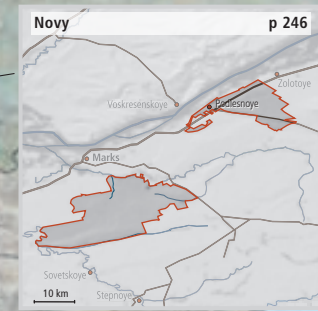 Novy p 246
Zolotoye
Voskresenskoye
Podlesnoye
Marks
Sovetskoye
Stepnoye
10 km